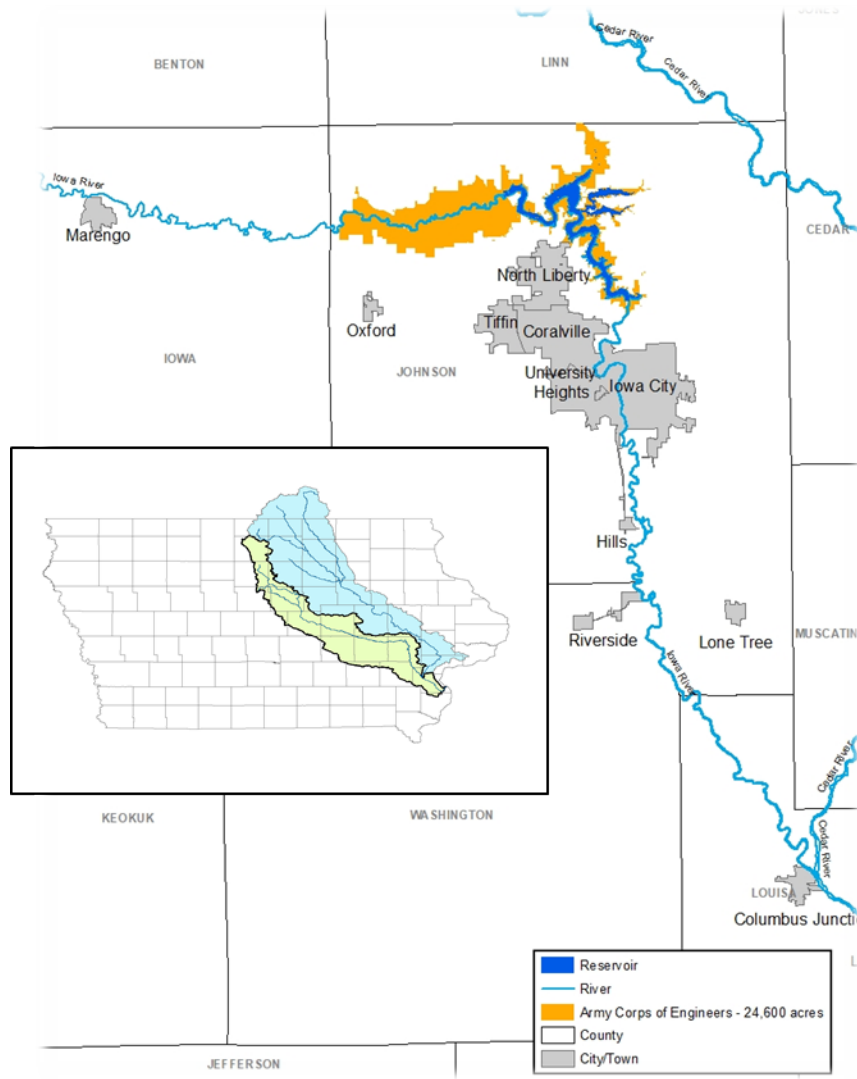 Cedar River
BENTON
LINN
Cedar River
Iowa River
Marengo
CEDAR
North Liberty
Oxford
Tiffin
Coralville
IOWA
JOHNSON
University
Heights
Iowa City
Hills
Riverside
Lone Tree
MUSCATIN
Iowa River
Cedar River
KEOKUK
WASHINGTON
Cedar River
LOUISA
Columbus Juncti
L
Reservoir
River
Army Corps of Engineers - 24,600 acres
County
City/Town
JEFFERSON